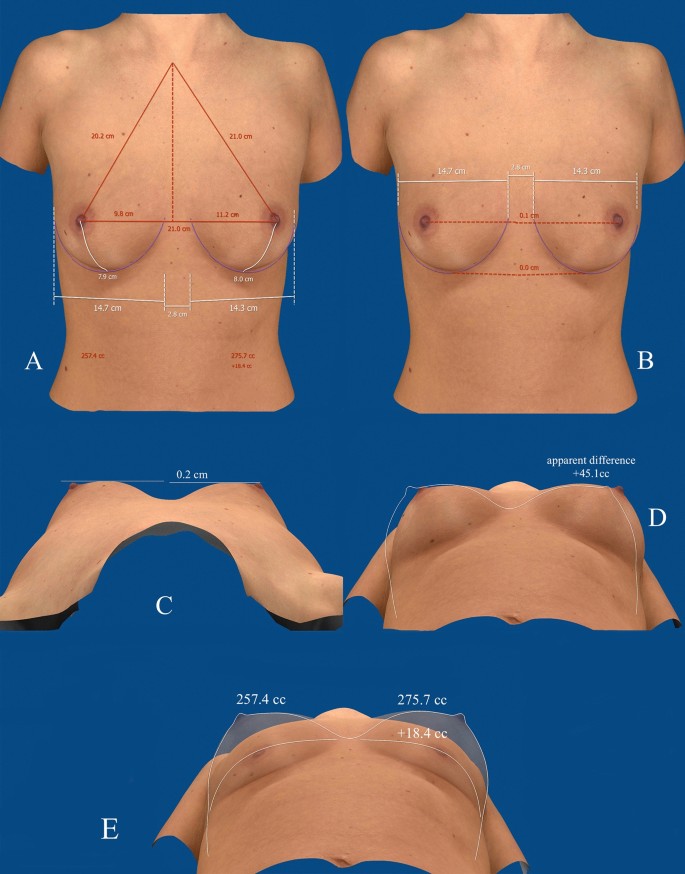 20.2 cm
21.0 cm
9.8 cm
11.2 cm
21.0 cm
7.9 cm
8.0 cm
14.7 cm
2.8 cm
14.3 cm
257.4 cc
275.7 cc
+18.4 cc
A
14.7 cm
2.8 cm
14.3 cm
0.1 cm
0.0 cm
B
0.2 cm
C
apparent difference
+45.1cc
D
257.4 cc
275.7 cc
+18.4 cc
E